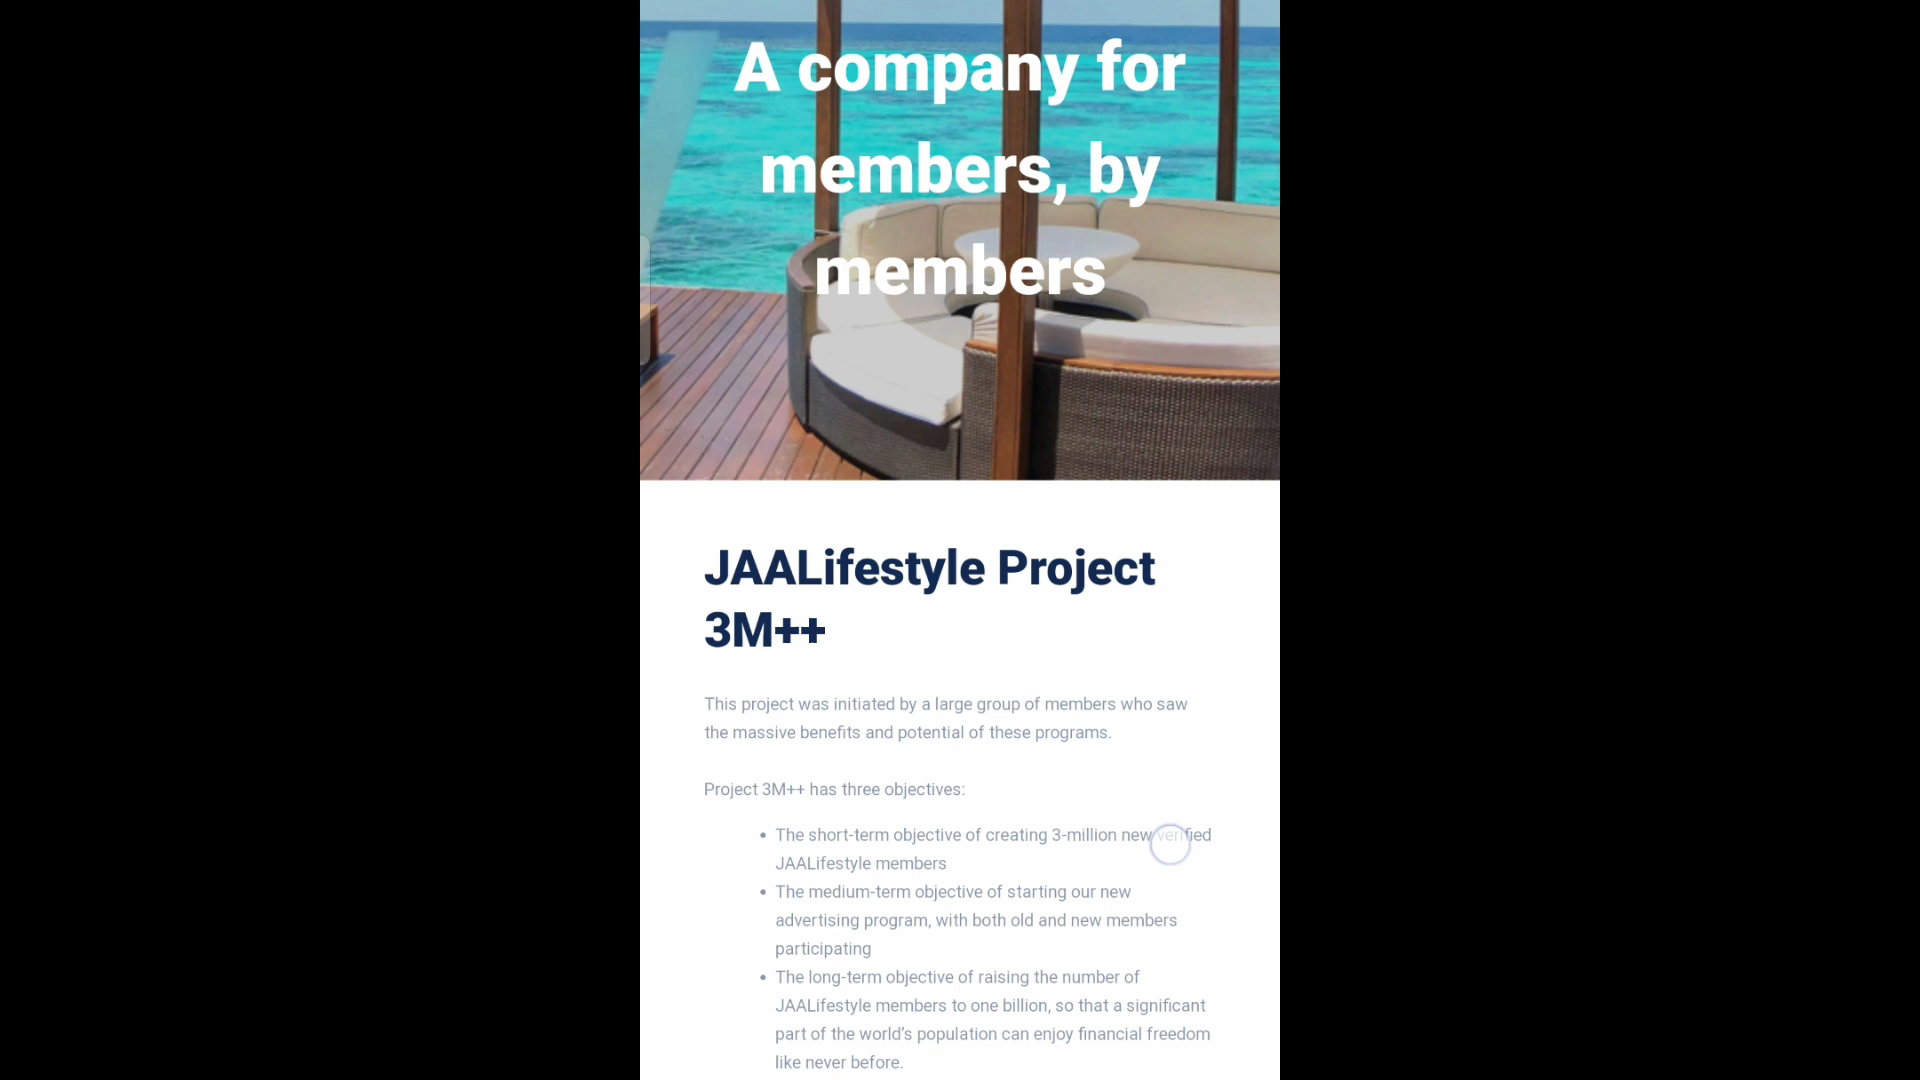 A company for
members, by
members
JAALifestyle Project
3M++
This project was initiated by a large group of members who saw
the massive benefits and potential of these programs.
Project 3M++ has three objectives:
• The short-term objective of creating 3-million new verified
JAALifestyle members
• The medium-term objective of starting our new
advertising program, with both old and new members
participating
• The long-term objective of raising the number of
JAALifestyle members to one billion, so that a significant
part of the world’s population can enjoy financial freedom
like never before.